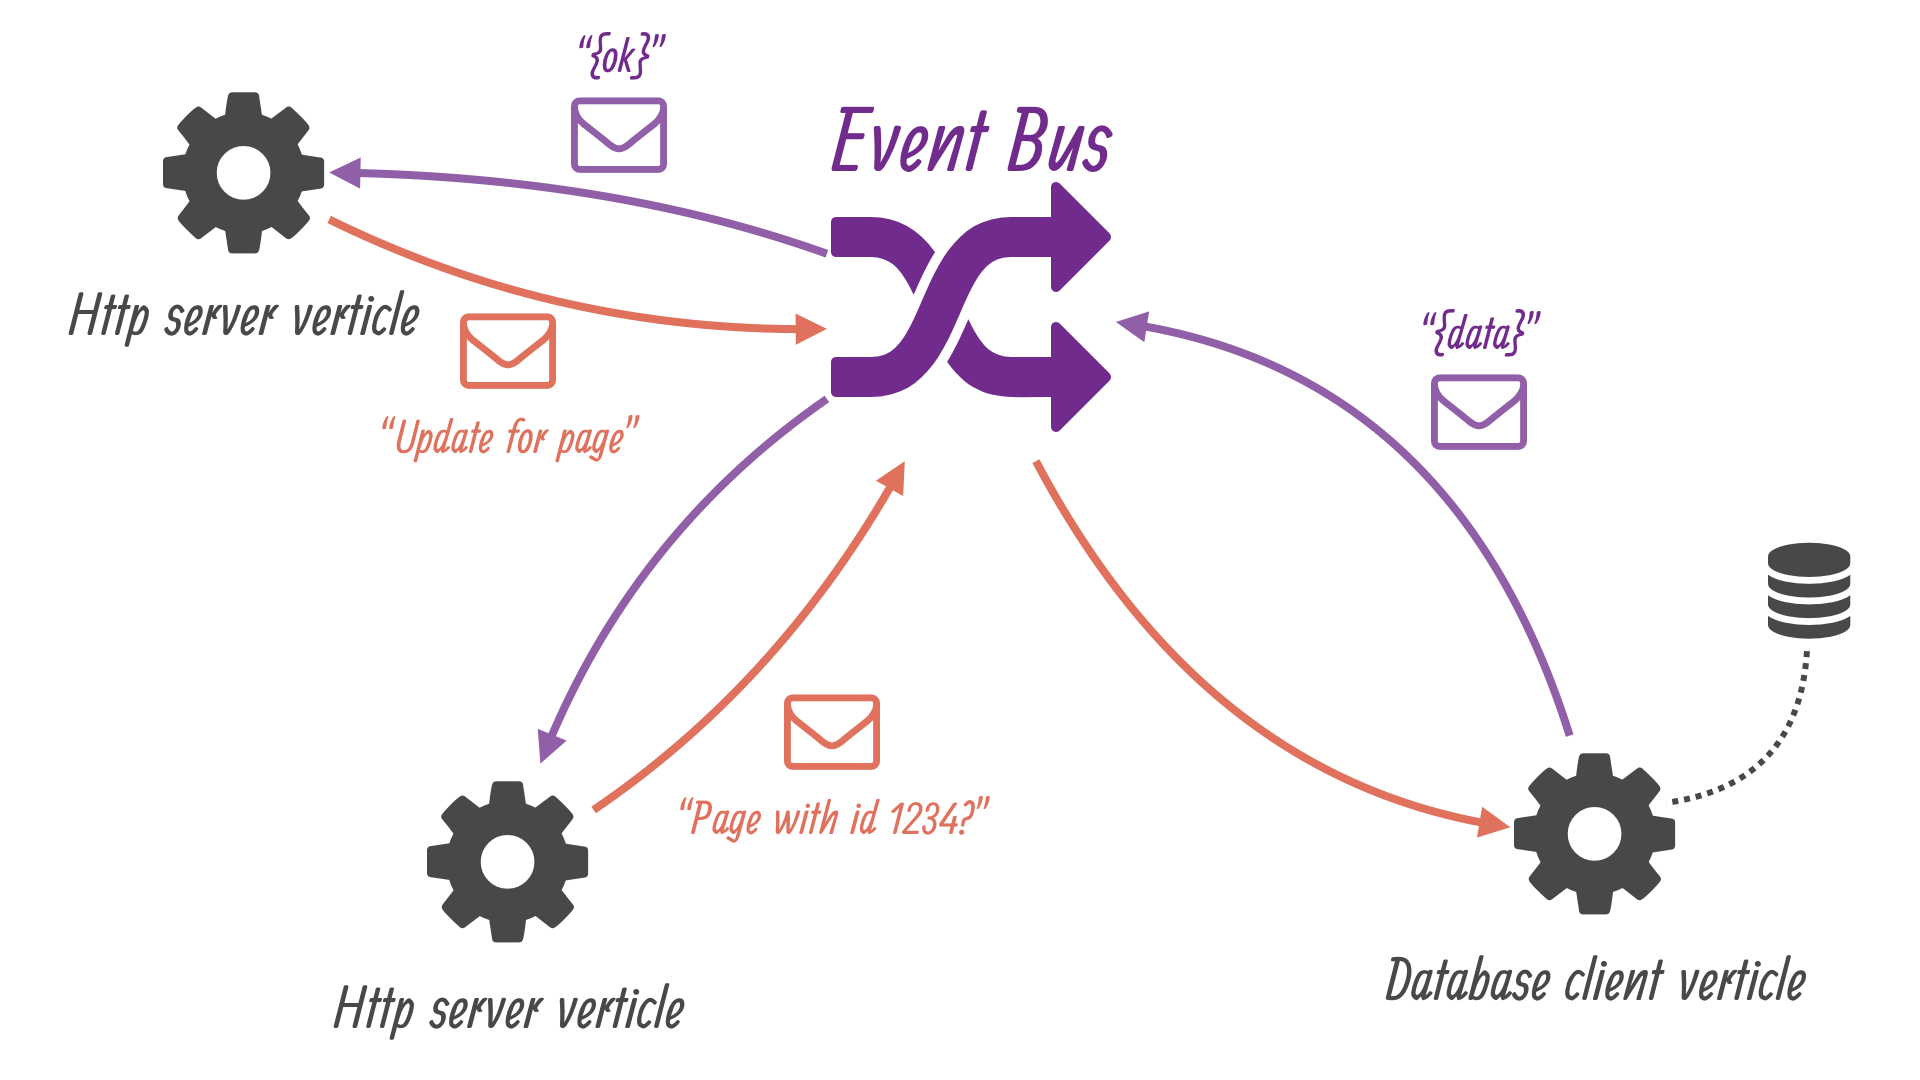 “{ok}”
Event Bus
Http server verticle
“Update for page”
“{data}”
“Page with id 1234?”
Database client verticle
Http server verticle